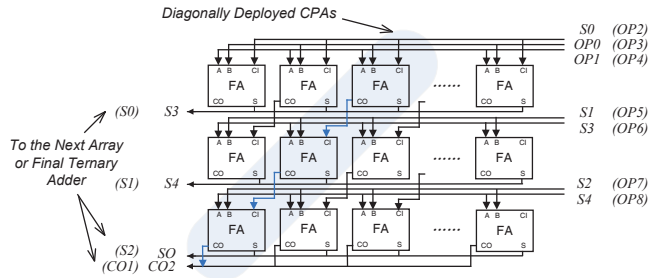 Diagonally Deployed CPAs
S0 (OP2)
OP0 (OP3)
OP1 (OP4)
A B CI A B CI A B CI A B CI
FA FA FA ...... FA
CO S CO S CO S CO S
(S0) S3
S1 (OP5)
S3 (OP6)
To the Next Array
or Final Ternary
Adder
A B CI A B CI A B CI A B CI
FA FA FA ...... FA
CO S CO S CO S CO S
(S1) S4
S2 (OP7)
S4 (OP8)
A B CI A B CI A B CI A B CI
FA FA FA ...... FA
CO S CO S CO S CO S
(S2) SO
(CO1) CO2